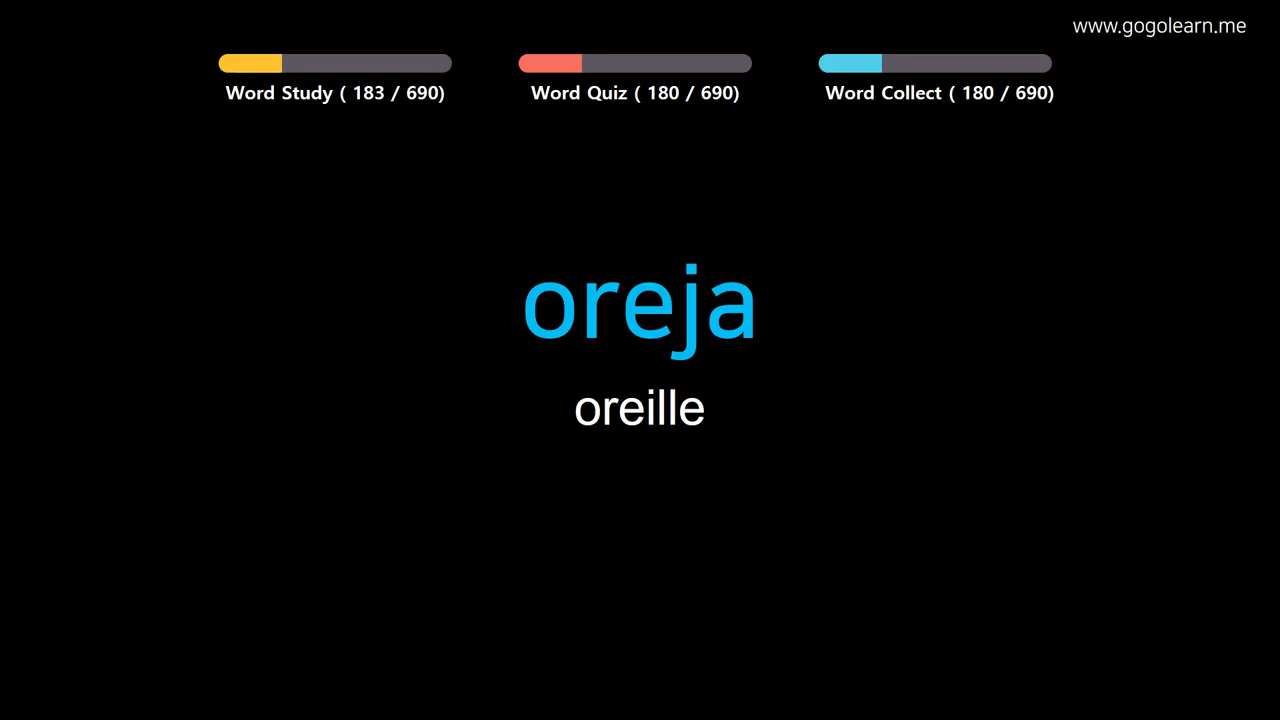 www.gogolearn.me
Word Study ( 183 / 690)
Word Quiz ( 180 / 690)
Word Collect ( 180 / 690)
oreja
oreille